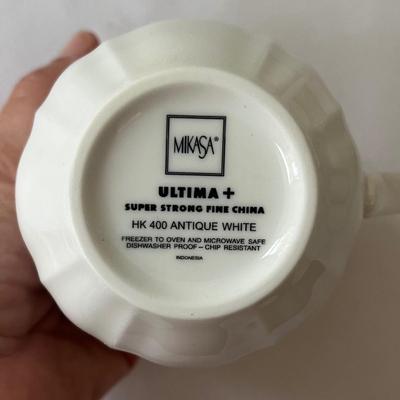 MIKASA®
ULTIMA +
SUPER STRONG FINE CHINA
HK 400 ANTIQUE WHITE
FREEZER TO OVEN AND MICROWAVE SAFE
DISHWASHER PROOF – CHIP RESISTANT
INDONESIA